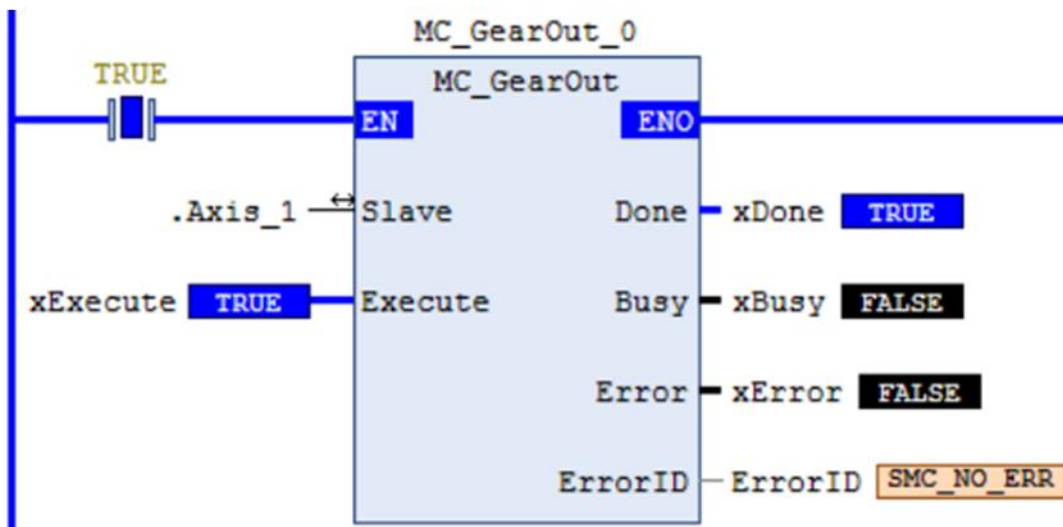 MC_GearOut_0
TRUE
MC_GearOut
EN ENO
.Axis_1 Slave Done xDone TRUE
xExecute TRUE Execute Busy xBusy FALSE
Error xError FALSE
ErrorID ErrorID SMC_NO_ERR